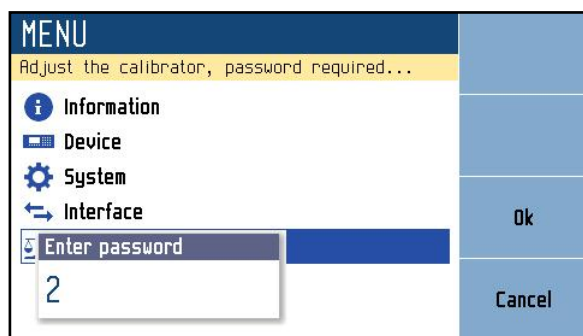 MENU
Adjust the calibrator, password required...
Information
Device
System
Interface
Ok
Enter password
2
Cancel